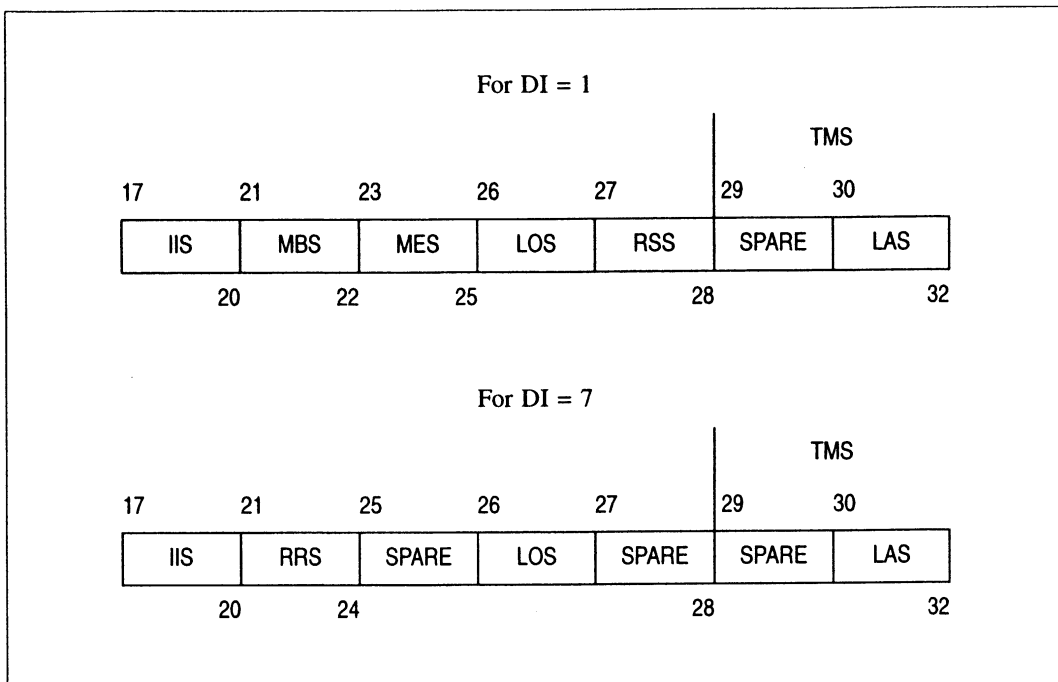 For DI = 1
TMS
17 21 23 26 27 29 30
IIS MBS MES LOS RSS SPARE LAS
20 22 25 28 32
For DI = 7
TMS
17 21 25 26 27 29 30
IIS RRS SPARE LOS SPARE SPARE LAS
20 24 28 32